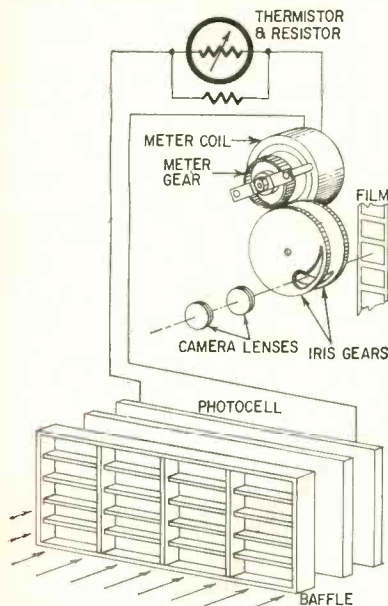 THERMISTOR
& RESISTOR
METER COIL
METER
GEAR
FILM
CAMERA LENSES
IRIS GEARS
PHOTOCELL
BAFFLE